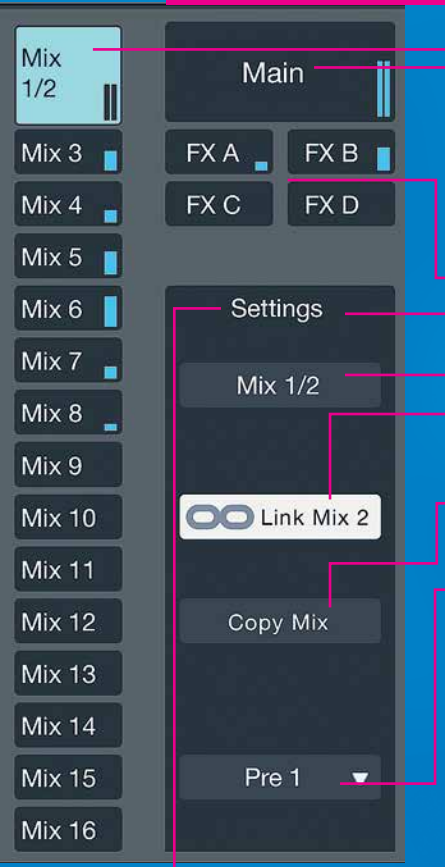 Mix
1/2
Mix 3
Mix 4
Mix 5
Mix 6
Mix 7
Mix 8
Mix 9
Mix 10
Mix 11
Mix 12
Mix 13
Mix 14
Mix 15
Mix 16
Main
FX A
FX B
FX C
FX D
Settings
Mix 1/2
Link Mix 2
Copy Mix
Pre 1